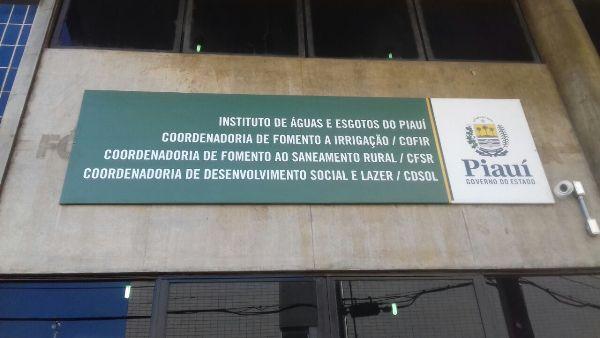 INSTITUTO DE ÁGUAS E ESGOTOS DO PIAUÍ
COORDENADORIA DE FOMENTO A IRRIGAÇÃO / COFIR
COORDENADORIA DE FOMENTO AO SANEAMENTO RURAL / CFSR
COORDENADORIA DE DESENVOLVIMENTO SOCIAL E LAZER / CDSOL
Piauí
GOVERNO DO ESTADO